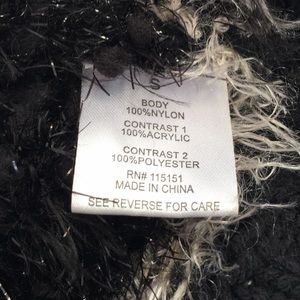 BODY
100%NYLON
CONTRAST 1
100%ACRYLIC
CONTRAST 2
100%POLYESTER
RN# 115151
MADE IN CHINA
SEE REVERSE FOR CARE